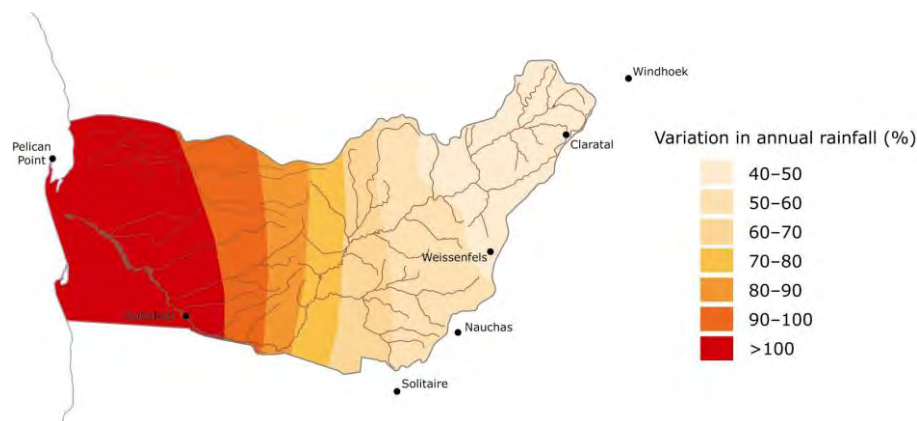 Windhoek
Pelican
Point
Claratal
Weissenfels
Nauchas
Solitaire
Variation in annual rainfall (%)
40–50
50–60
60–70
70–80
80–90
90–100
>100